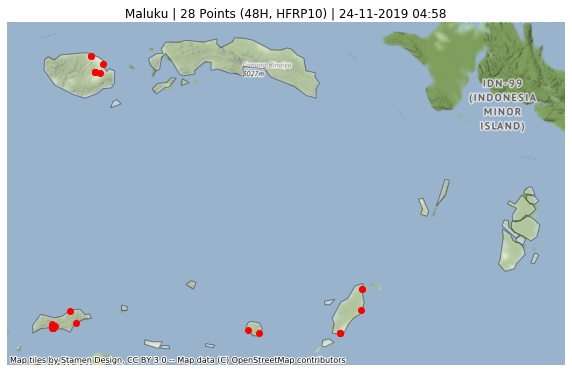 Maluku | 28 Points (48H, HFRP10) | 24-11-2019 04:58
Gunung Binaiya
3027m
IDN-99
(INDONESIA
MINOR
ISLAND)
Map tiles by Stamen Design, CC BY 3.0 -- Map data (C) OpenStreetMap contributors